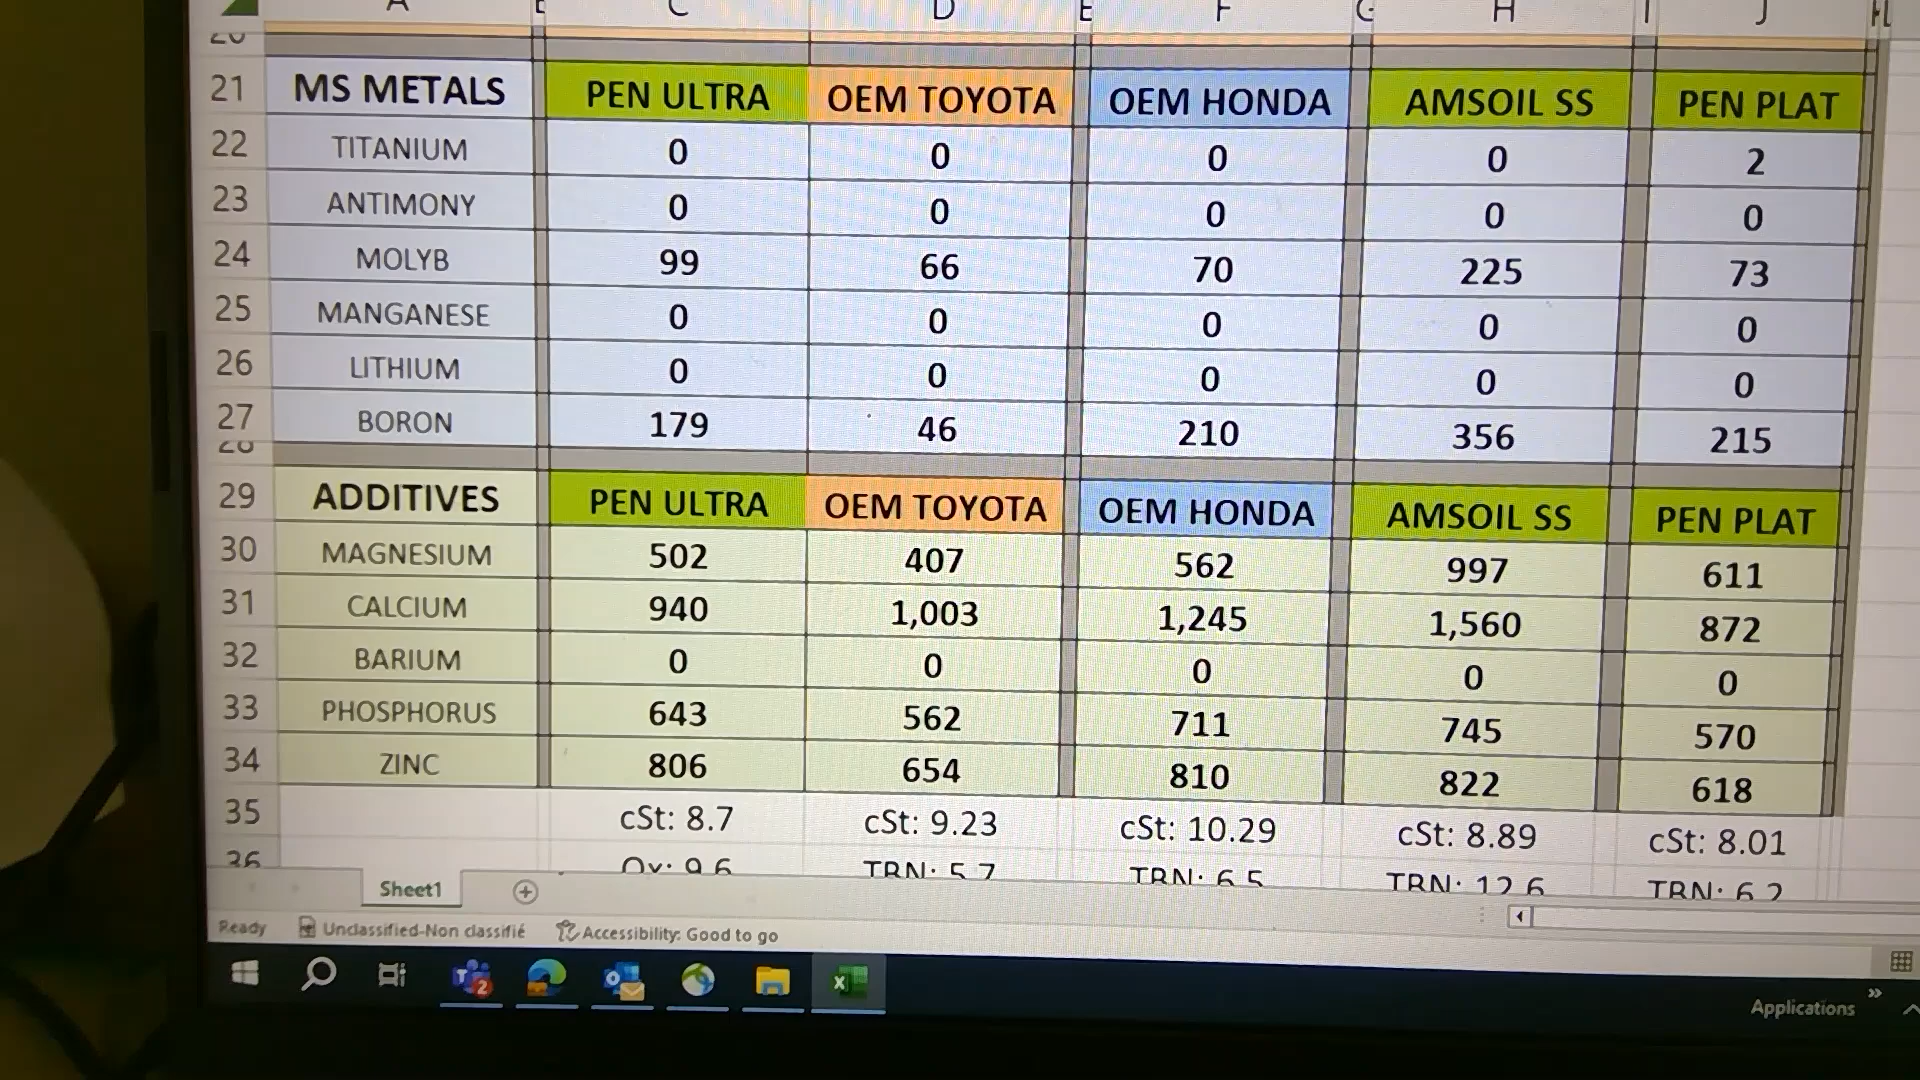 A C D E F G H I J
20
21 MS METALS PEN ULTRA OEM TOYOTA OEM HONDA AMSOIL SS PEN PLAT
22 TITANIUM 0 0 0 0 2
23 ANTIMONY 0 0 0 0 0
24 MOLYB 99 66 70 225 73
25 MANGANESE 0 0 0 0 0
26 LITHIUM 0 0 0 0 0
27 BORON 179 46 210 356 215
28
29 ADDITIVES PEN ULTRA OEM TOYOTA OEM HONDA AMSOIL SS PEN PLAT
30 MAGNESIUM 502 407 562 997 611
31 CALCIUM 940 1,003 1,245 1,560 872
32 BARIUM 0 0 0 0 0
33 PHOSPHORUS 643 562 711 745 570
34 ZINC 806 654 810 822 618
35 cSt: 8.7 cSt: 9.23 cSt: 10.29 cSt: 8.89 cSt: 8.01
36
Sheet1
Ready Unclassified-Non classifié Accessibility: Good to go
Applications